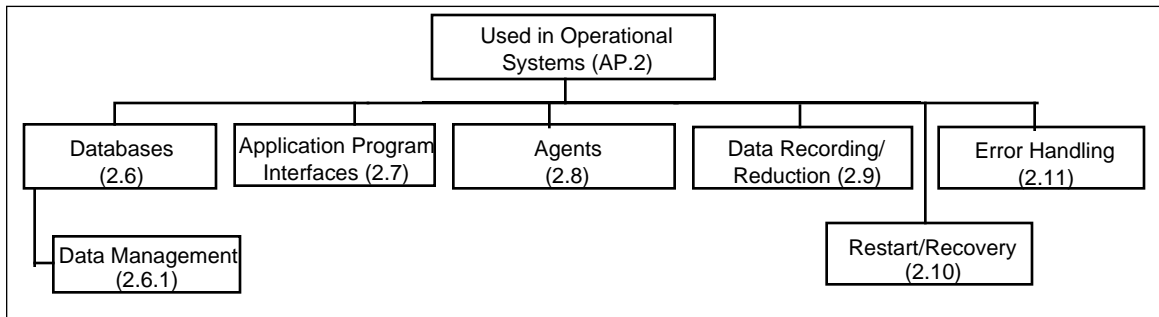 Used in Operational
Systems (AP.2)
Databases
(2.6)
Application Program
Interfaces (2.7)
Agents
(2.8)
Data Recording/
Reduction (2.9)
Error Handling
(2.11)
Data Management
(2.6.1)
Restart/Recovery
(2.10)